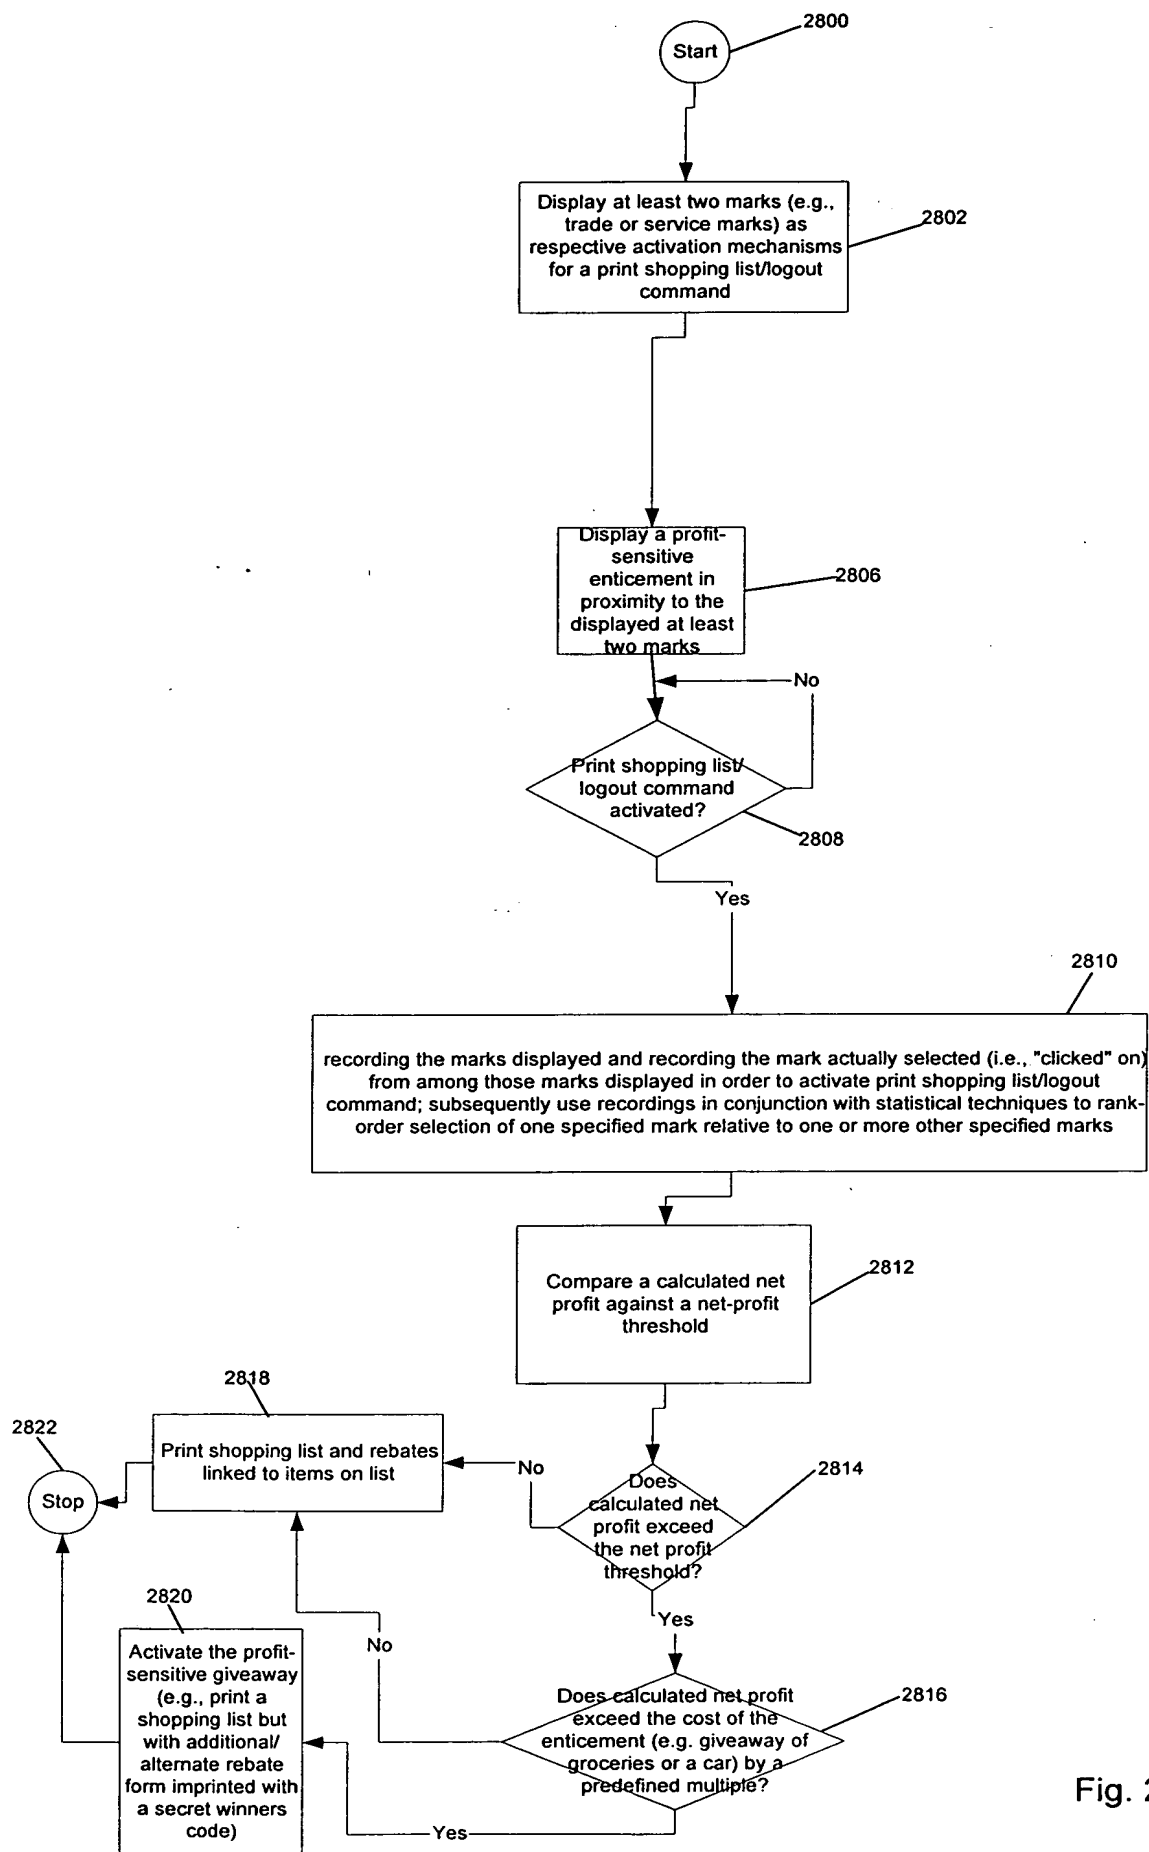 2800
Start
Display at least two marks (e.g.,
trade or service marks) as
respective activation mechanisms
for a print shopping list/logout
command
2802
Display a profit-
sensitive
enticement in
proximity to the
displayed at least
two marks
2806
No
Print shopping list/
logout command
activated?
2808
Yes
2810
recording the marks displayed and recording the mark actually selected (i.e., "clicked" on)
from among those marks displayed in order to activate print shopping list/logout
command; subsequently use recordings in conjunction with statistical techniques to rank-
order selection of one specified mark relative to one or more other specified marks
Compare a calculated net
profit against a net-profit
threshold
2812
2818
2822
Print shopping list and rebates
linked to items on list
Stop
No
Does
calculated net
profit exceed
the net profit
threshold?
2814
Yes
2820
No
Activate the profit-
sensitive giveaway
(e.g., print a
shopping list but
with additional/
alternate rebate
form imprinted with
a secret winners
code)
Does calculated net profit
exceed the cost of the
enticement (e.g. giveaway of
groceries or a car) by a
predefined multiple?
2816
Yes
Fig.